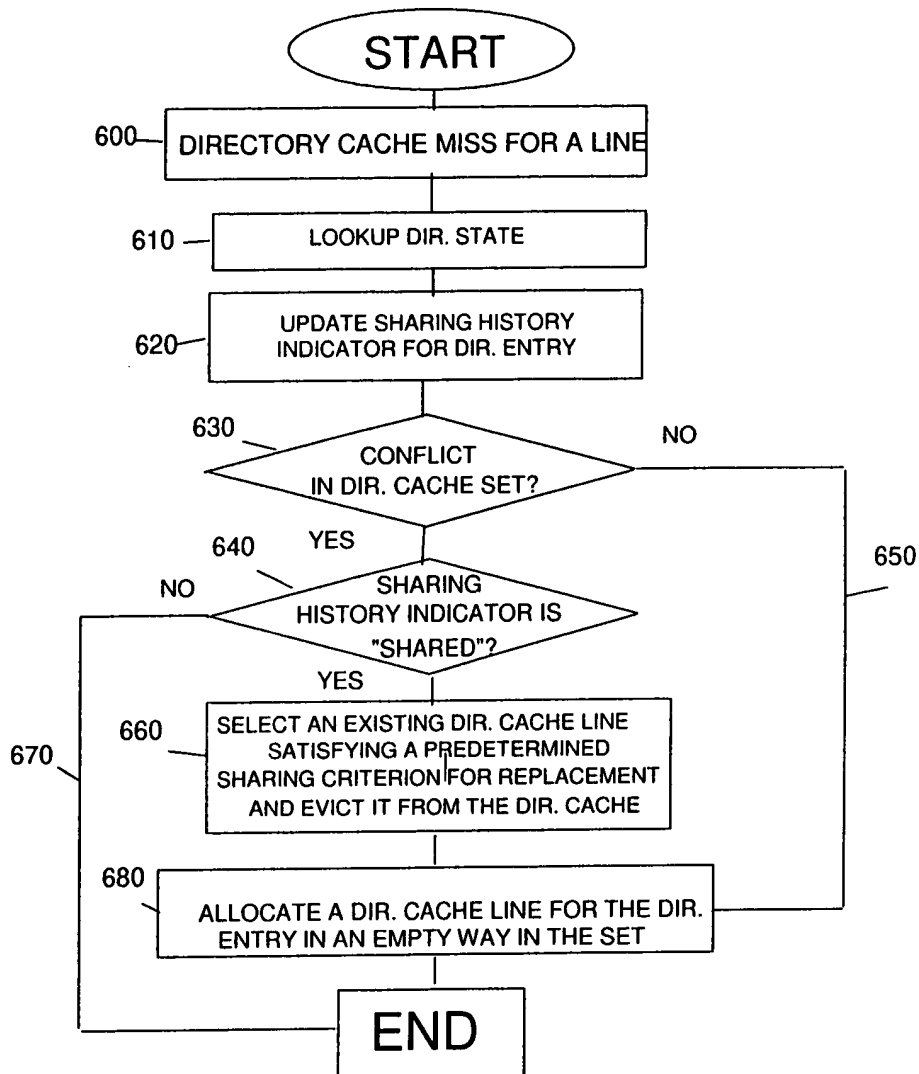 START
600
DIRECTORY CACHE MISS FOR A LINE
610
LOOKUP DIR. STATE
620
UPDATE SHARING HISTORY
INDICATOR FOR DIR. ENTRY
630
NO
CONFLICT
IN DIR. CACHE SET?
YES
640
650
NO
SHARING
HISTORY INDICATOR IS
"SHARED"?
YES
660
SELECT AN EXISTING DIR. CACHE LINE
SATISFYING A PREDETERMINED
SHARING CRITERION FOR REPLACEMENT
AND EVICT IT FROM THE DIR. CACHE
670
680
ALLOCATE A DIR. CACHE LINE FOR THE DIR.
ENTRY IN AN EMPTY WAY IN THE SET
END